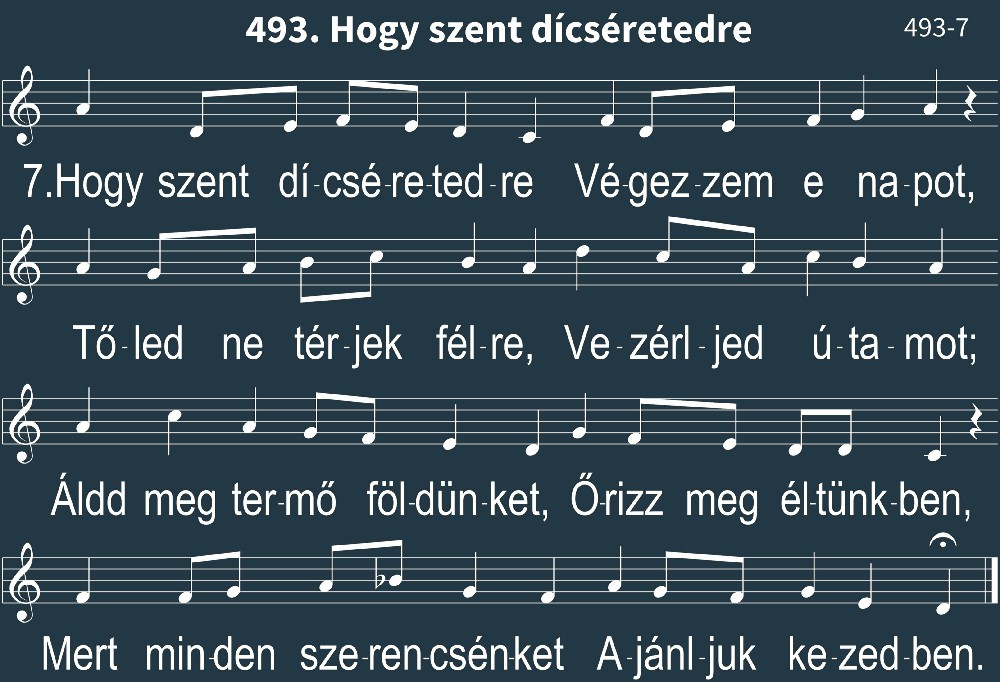 493. Hogy szent dícséretedre
493-7
7.Hogy szent dí-csé-re-ted-re Vé-gez-zem e na-pot,
Tő-led ne tér-jek fél-re, Ve-zérl-jed ú-ta-mot;
Áldd meg ter-mő föl-dün-ket, Ő-rizz meg él-tünk-ben,
Mert min-den sze-ren-csén-ket A-jánl-juk ke-zed-ben.